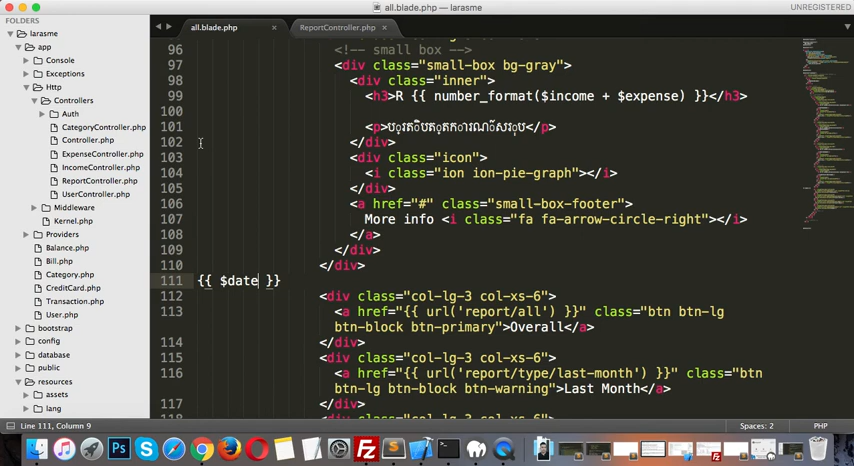 all.blade.php — larasme
UNREGISTERED
FOLDERS
all.blade.php ×
ReportController.php ×
larasme
app
Console
Exceptions
Http
Controllers
Auth
CategoryController.php
Controller.php
ExpenseController.php
IncomeController.php
ReportController.php
UserController.php
Middleware
Kernel.php
Providers
Balance.php
Bill.php
Category.php
CreditCard.php
Transaction.php
User.php
bootstrap
config
database
public
resources
assets
lang
96 <!-- small box -->
97 <div class="small-box bg-gray">
98 <div class="inner">
99 <h3>R {{ number_format($income + $expense) }}</h3>
100
101 <p></p>
102 </div>
103 <div class="icon">
104 <i class="ion ion-pie-graph"></i>
105 </div>
106 <a href="#" class="small-box-footer">
107 More info <i class="fa fa-arrow-circle-right"></i>
108 </a>
109 </div>
110 </div>
111 {{ $date }}
112 <div class="col-lg-3 col-xs-6">
113 <a href="{{ url('report/all') }}" class="btn btn-lg
btn-block btn-primary">Overall</a>
114 </div>
115 <div class="col-lg-3 col-xs-6">
116 <a href="{{ url('report/type/last-month') }}" class="btn
btn-lg btn-block btn-warning">Last Month</a>
117 </div>
Line 111, Column 9
Spaces: 2
PHP